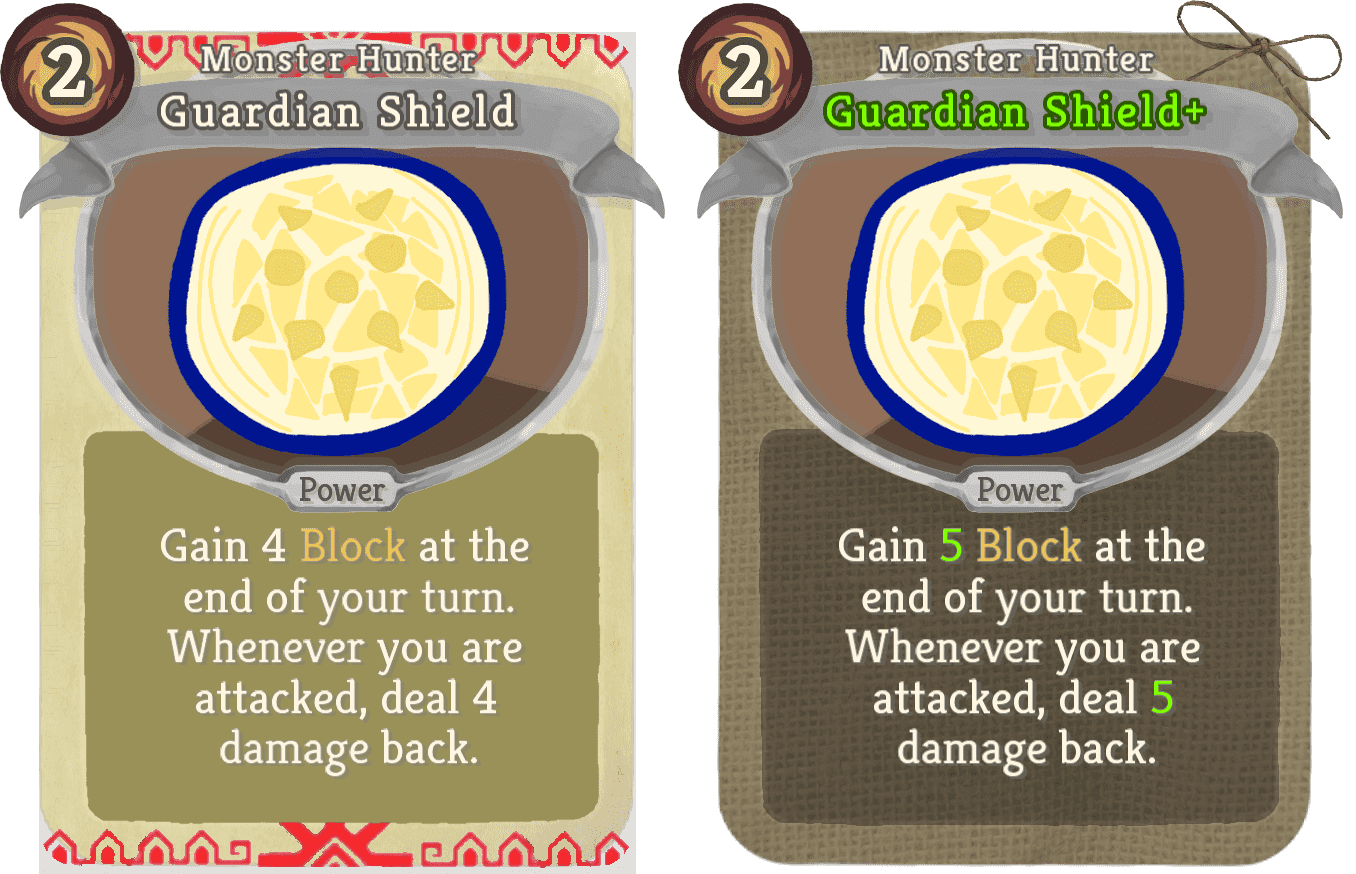 2
Monster Hunter
Guardian Shield
Power
Gain 4 Block at the
end of your turn.
Whenever you are
attacked, deal 4
damage back.
2
Monster Hunter
Guardian Shield+
Power
Gain 5 Block at the
end of your turn.
Whenever you are
attacked, deal 5
damage back.